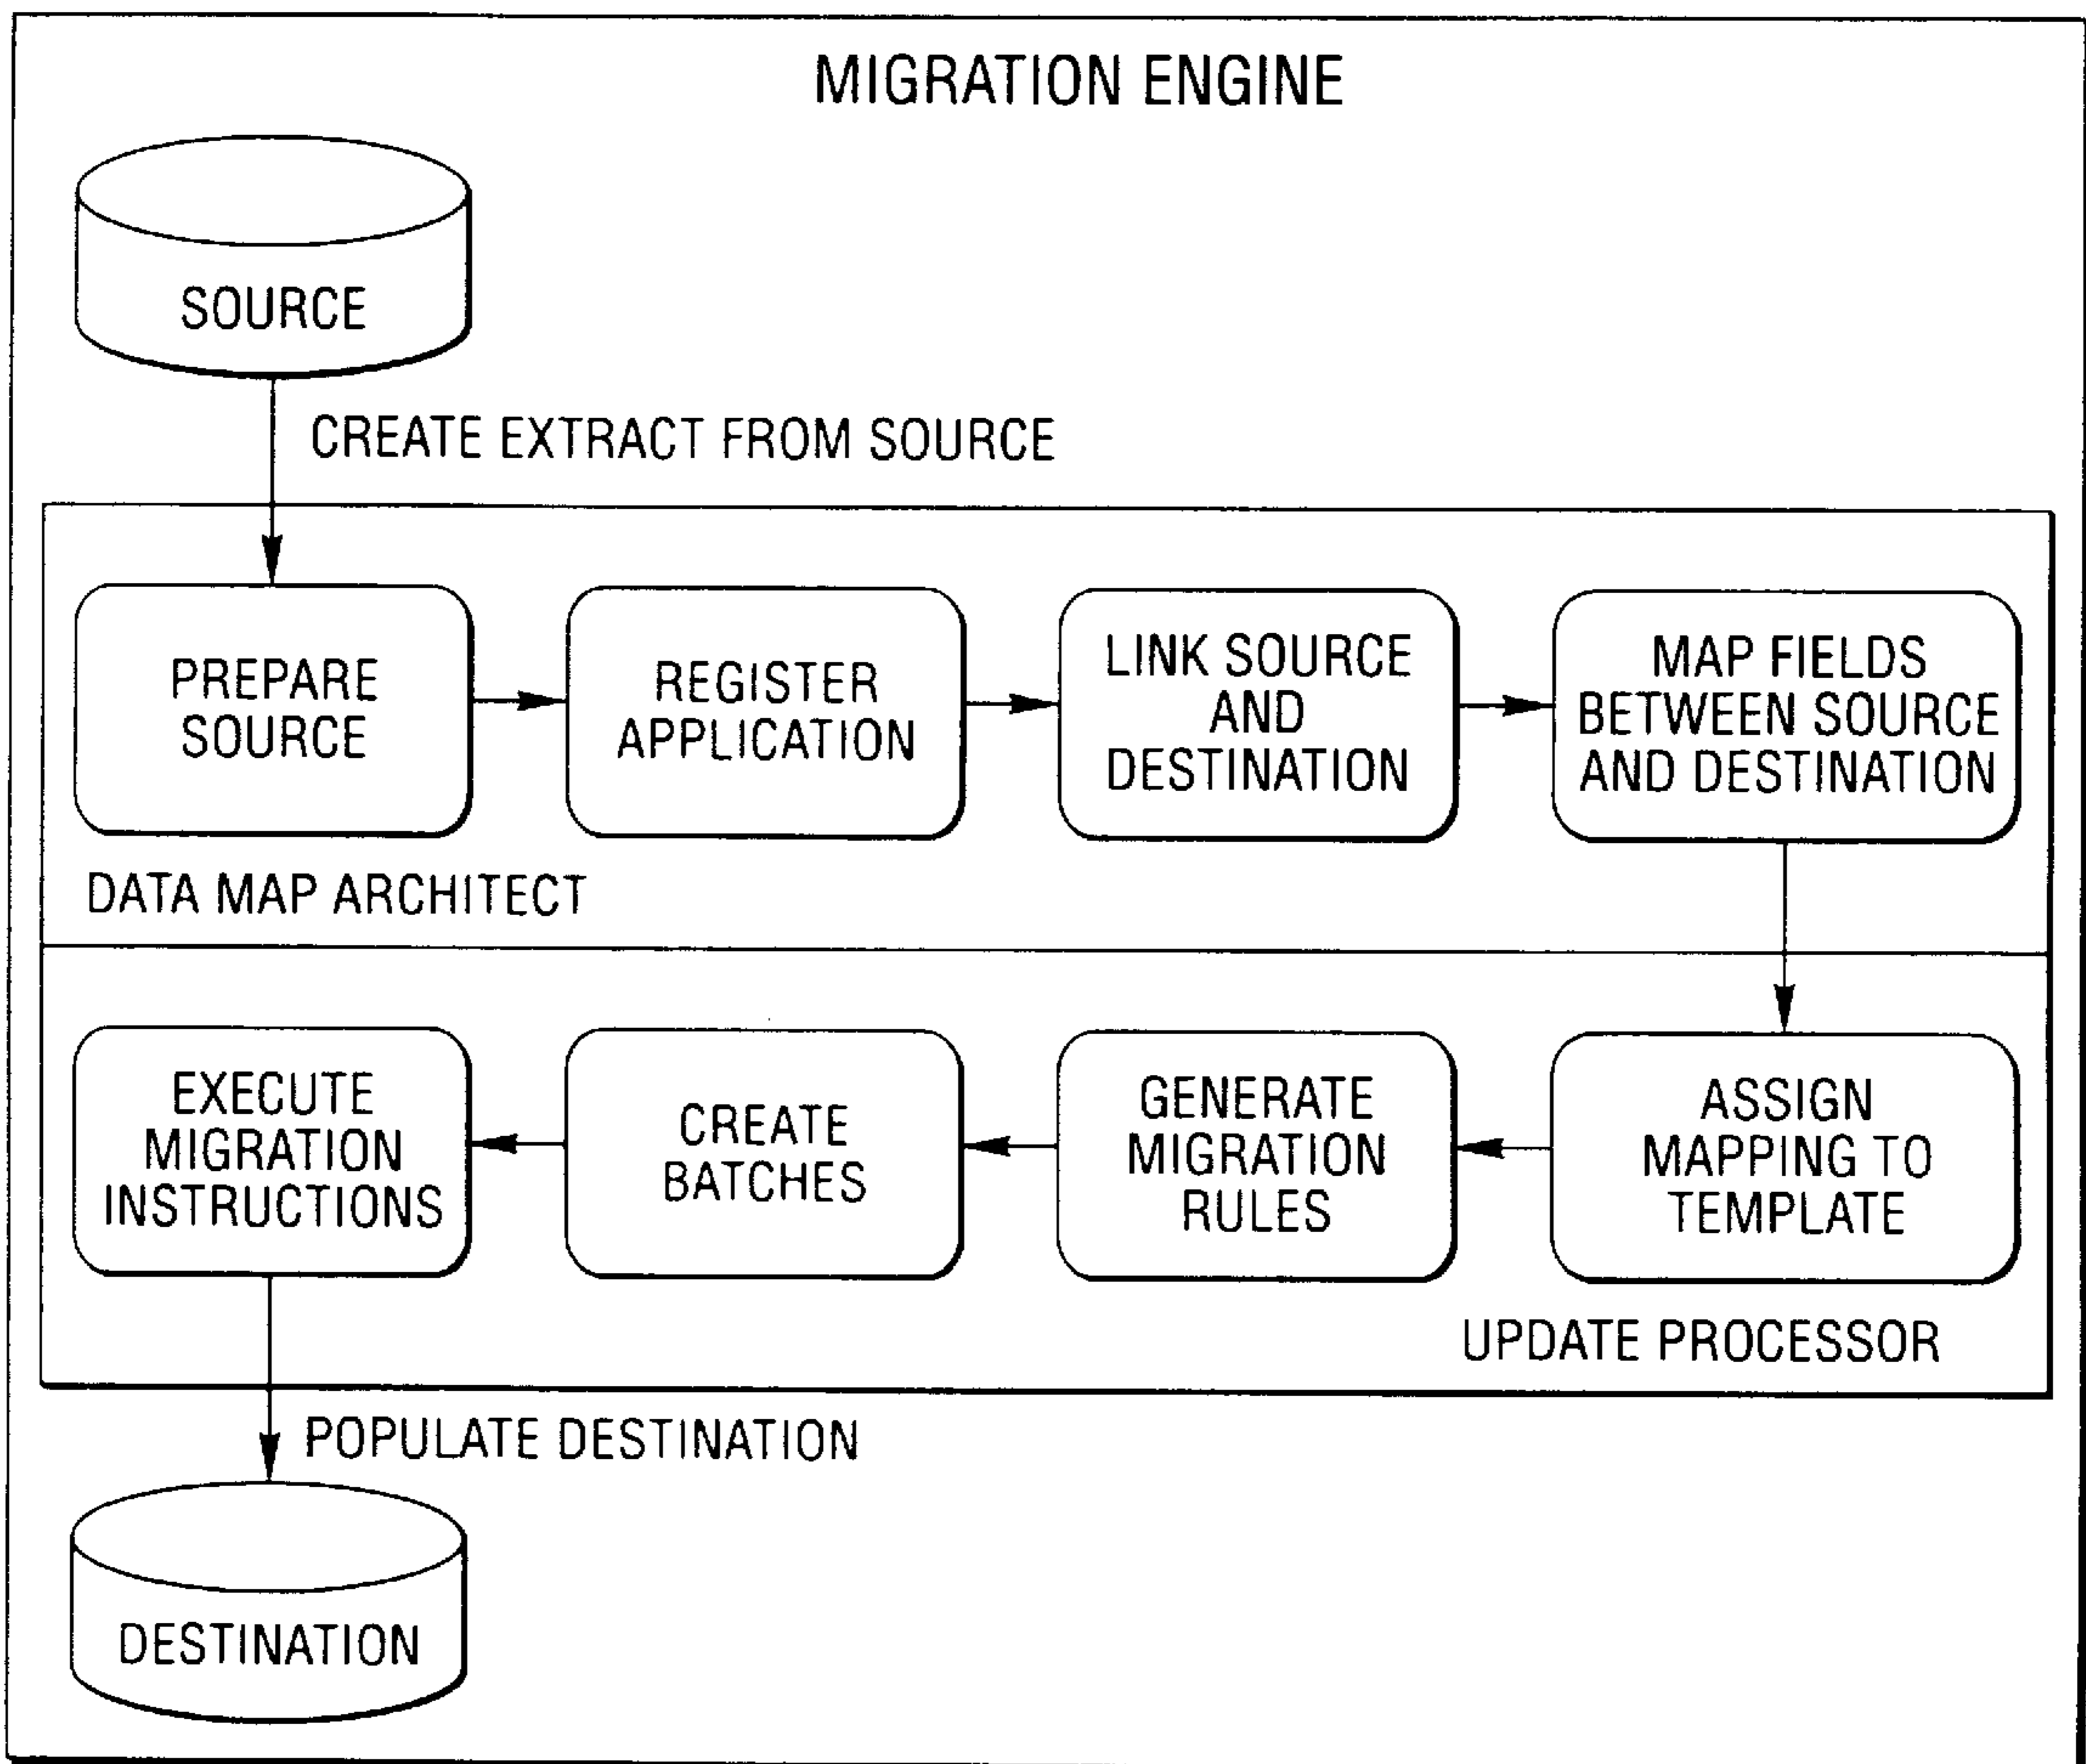 MIGRATION ENGINE
SOURCE
CREATE EXTRACT FROM SOURCE
PREPARE
SOURCE
REGISTER
APPLICATION
LINK SOURCE
AND
DESTINATION
MAP FIELDS
BETWEEN SOURCE
AND DESTINATION
DATA MAP ARCHITECT
EXECUTE
MIGRATION
INSTRUCTIONS
CREATE
BATCHES
GENERATE
MIGRATION
RULES
ASSIGN
MAPPING TO
TEMPLATE
UPDATE PROCESSOR
POPULATE DESTINATION
DESTINATION